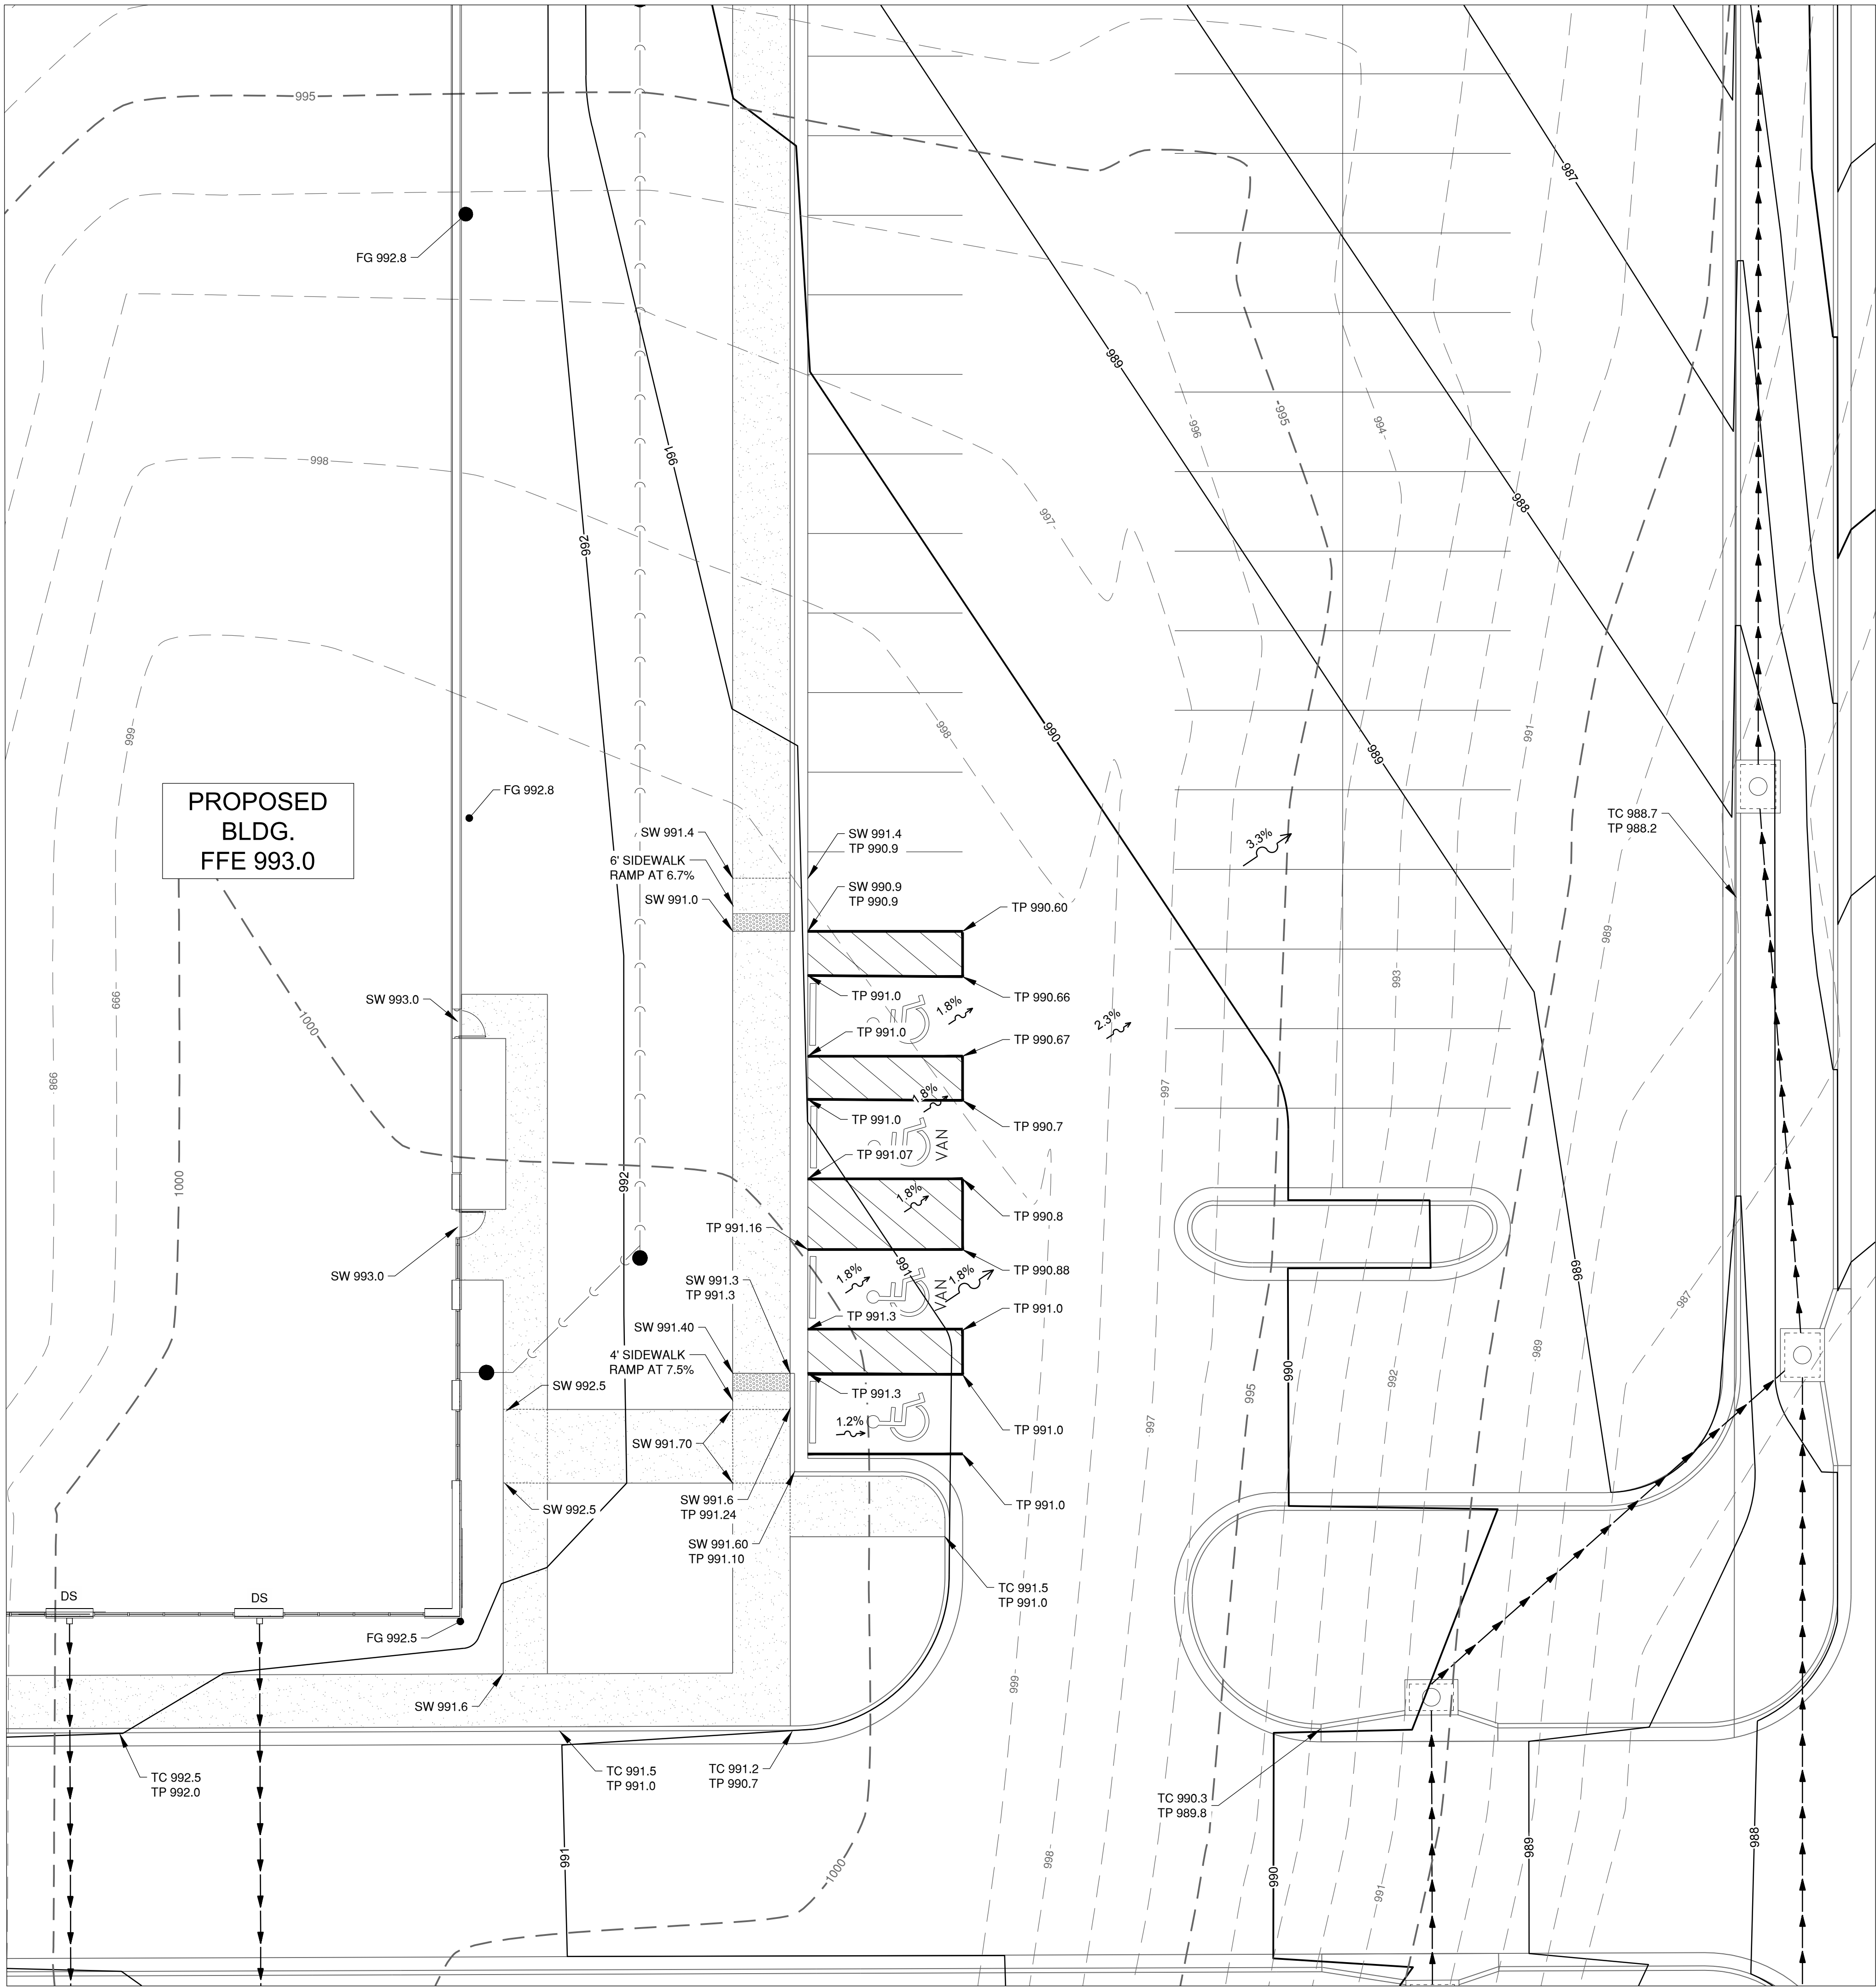 995
987
FG 992.8
989
995
996
994
991
998
997
988
992
990
998
999
989
991
PROPOSED
BLDG.
FFE 993.0
FG 992.8
SW 991.4
6' SIDEWALK
RAMP AT 6.7%
SW 991.0
SW 991.4
TP 990.9
SW 990.9
TP 990.9
3.3%
TC 988.7
TP 988.2
TP 990.60
989
993
SW 993.0
999
1000
TP 991.0
1.8%
TP 990.66
2.3%
TP 991.0
TP 990.67
998
997
1.8%
TP 991.0
TP 990.7
VAN
TP 991.07
1000
992
1.8%
TP 990.8
TP 991.16
991
SW 993.0
1.8%
VAN
1.8%
TP 990.88
SW 991.3
TP 991.3
989
987
TP 991.3
TP 991.0
SW 991.40
4' SIDEWALK
RAMP AT 7.5%
989
990
992
995
SW 992.5
TP 991.3
1.2%
TP 991.0
997
SW 991.70
SW 992.5
SW 991.6
TP 991.24
TP 991.0
SW 991.60
TP 991.10
TC 991.5
TP 991.0
DS
DS
FG 992.5
999
SW 991.6
TC 992.5
TP 992.0
TC 991.5
TP 991.0
TC 991.2
TP 990.7
TC 990.3
TP 989.8
991
1000
998
990
991
989
988